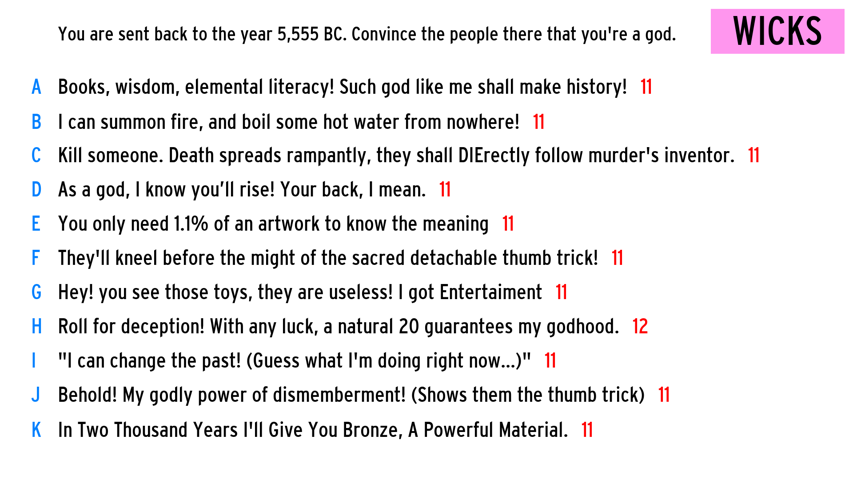 You are sent back to the year 5,555 BC. Convince the people there that you're a god.
WICKS
A Books, wisdom, elemental literacy! Such god like me shall make history! 11
B I can summon fire, and boil some hot water from nowhere! 11
C Kill someone. Death spreads rampantly, they shall DIErectly follow murder's inventor. 11
D As a god, I know you’ll rise! Your back, I mean. 11
E You only need 1.1% of an artwork to know the meaning 11
F They'll kneel before the might of the sacred detachable thumb trick! 11
G Hey! you see those toys, they are useless! I got Entertaiment 11
H Roll for deception! With any luck, a natural 20 guarantees my godhood. 12
I "I can change the past! (Guess what I'm doing right now...)" 11
J Behold! My godly power of dismemberment! (Shows them the thumb trick) 11
K In Two Thousand Years I'll Give You Bronze, A Powerful Material. 11